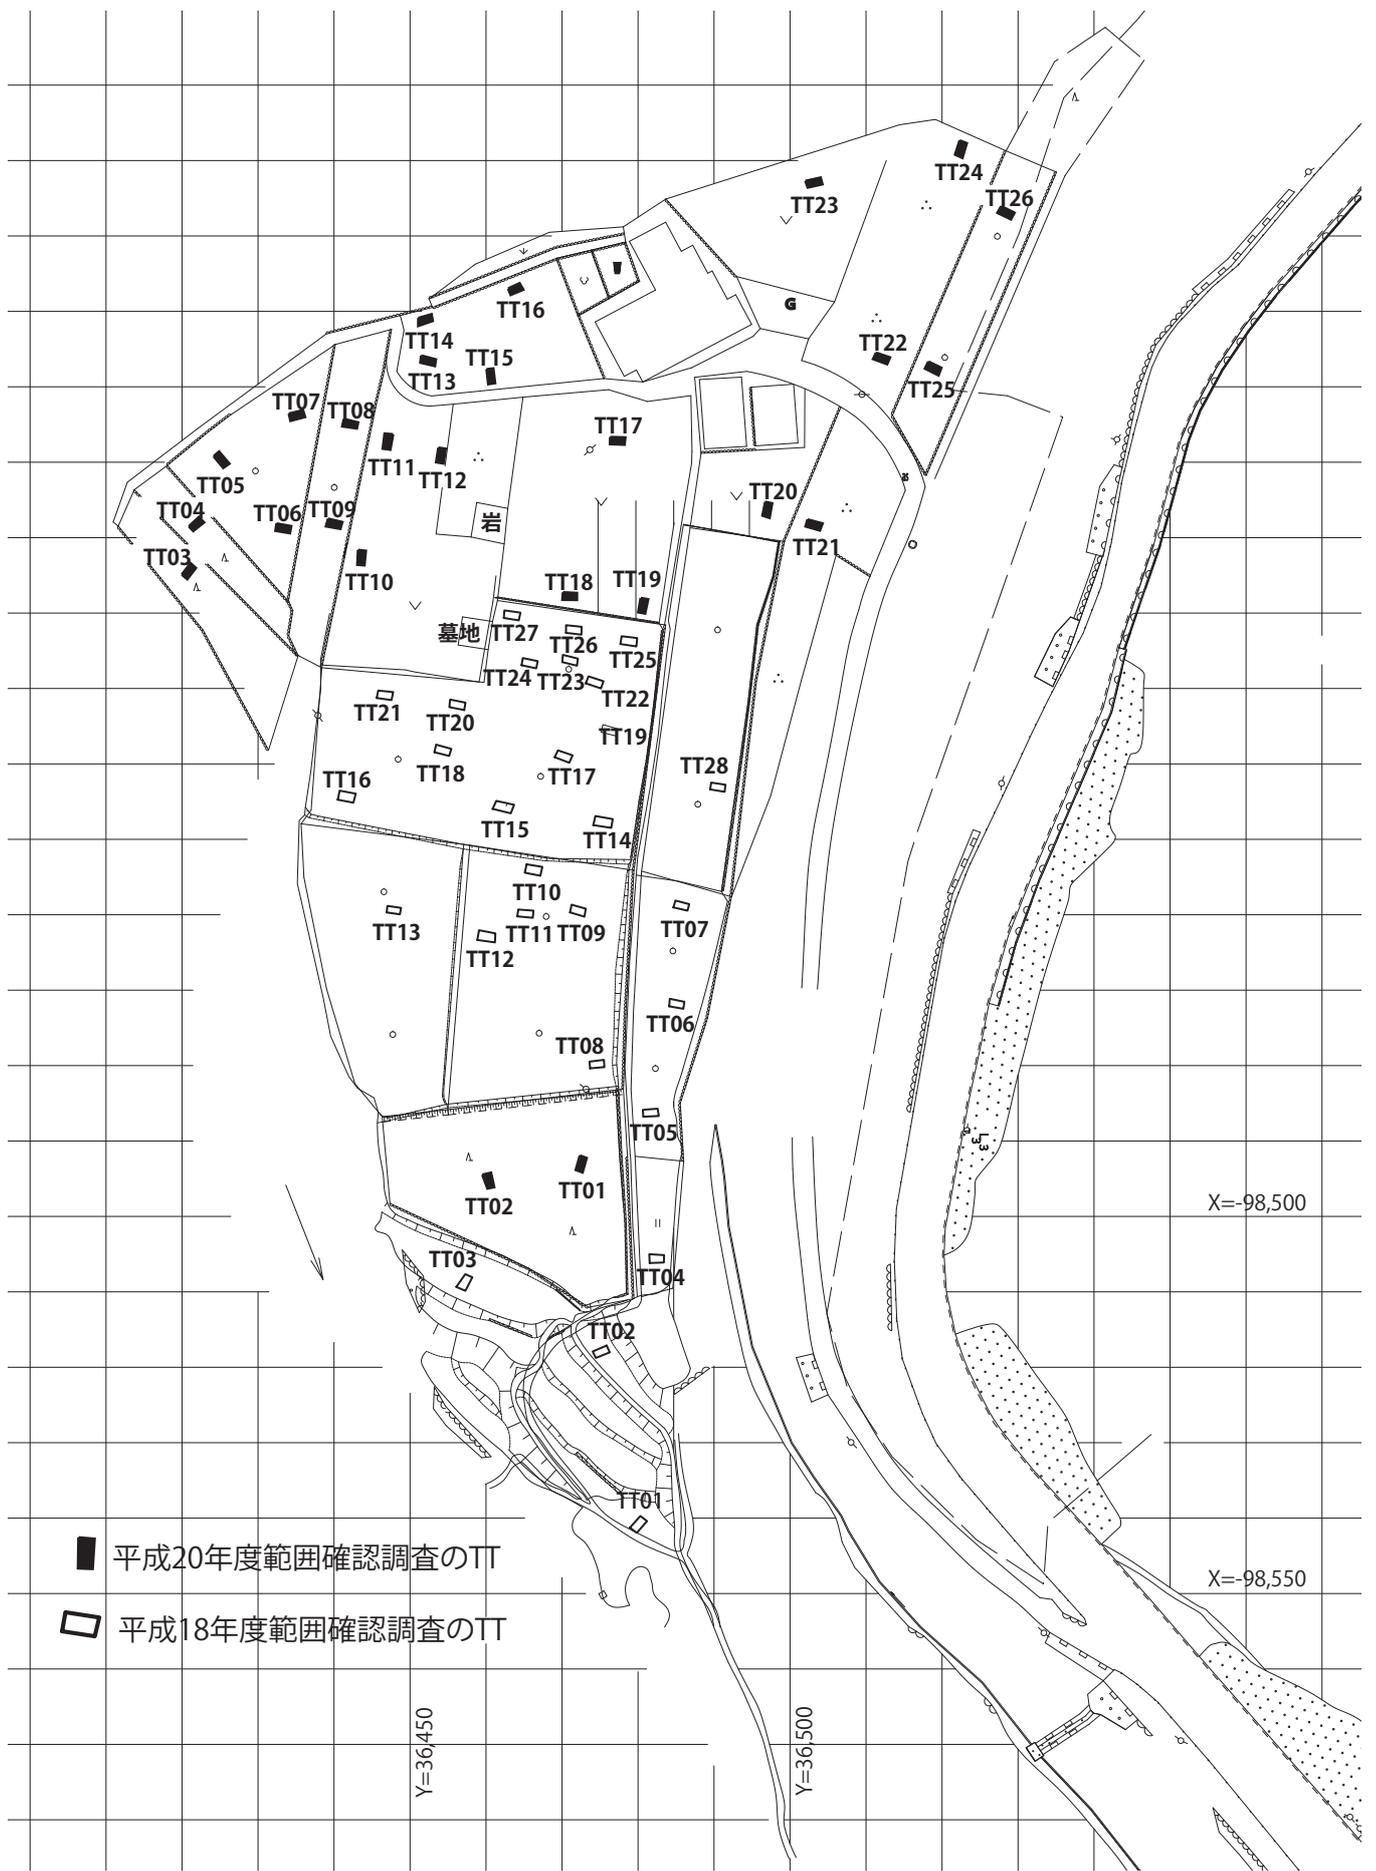 TT24
TT26
TT23
TT16
G
TT14
TT15
TT22
TT13
TT25
TT07
TT08
TT17
TT11
TT12
TT05
TT20
TT04
TT06
TT09
岩
TT21
TT03
TT10
TT18
TT19
墓地
TT27
TT26
TT25
TT24
TT23
TT22
TT21
TT20
TT19
TT18
TT17
TT28
TT16
TT15
TT14
TT10
TT13
TT11
TT09
TT07
TT12
TT06
TT08
TT05
TT01
TT02
X=-98,500
TT03
TT04
TT02
TT01
平成20年度範囲確認調査のTT
X=-98,550
平成18年度範囲確認調査のTT
Y=36,450
Y=36,500